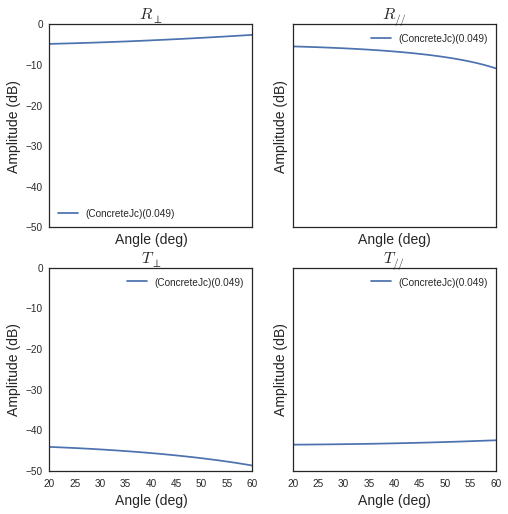 R⊥
R//
0
−10
−20
−30
−40
−50
Amplitude (dB)
(ConcreteJc)(0.049)
Angle (deg)
Amplitude (dB)
(ConcreteJc)(0.049)
Angle (deg)
T⊥
T//
0
−10
−20
−30
−40
−50
Amplitude (dB)
(ConcreteJc)(0.049)
20 25 30 35 40 45 50 55 60
Angle (deg)
Amplitude (dB)
(ConcreteJc)(0.049)
20 25 30 35 40 45 50 55 60
Angle (deg)